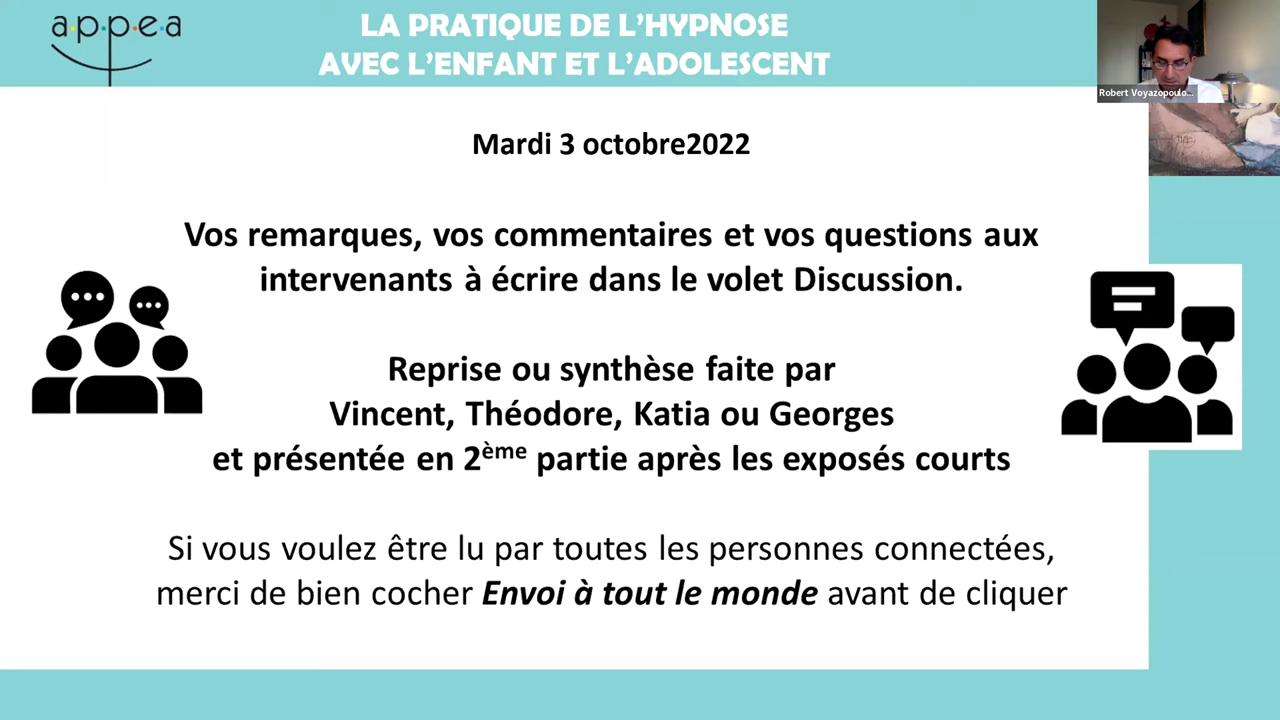 a·p·p·e·a
LA PRATIQUE DE L'HYPNOSE
AVEC L'ENFANT ET L'ADOLESCENT
Robert Voyazopoulo...
Mardi 3 octobre2022
Vos remarques, vos commentaires et vos questions aux
intervenants à écrire dans le volet Discussion.
Reprise ou synthèse faite par
Vincent, Théodore, Katia ou Georges
et présentée en 2ème partie après les exposés courts
Si vous voulez être lu par toutes les personnes connectées,
merci de bien cocher Envoi à tout le monde avant de cliquer